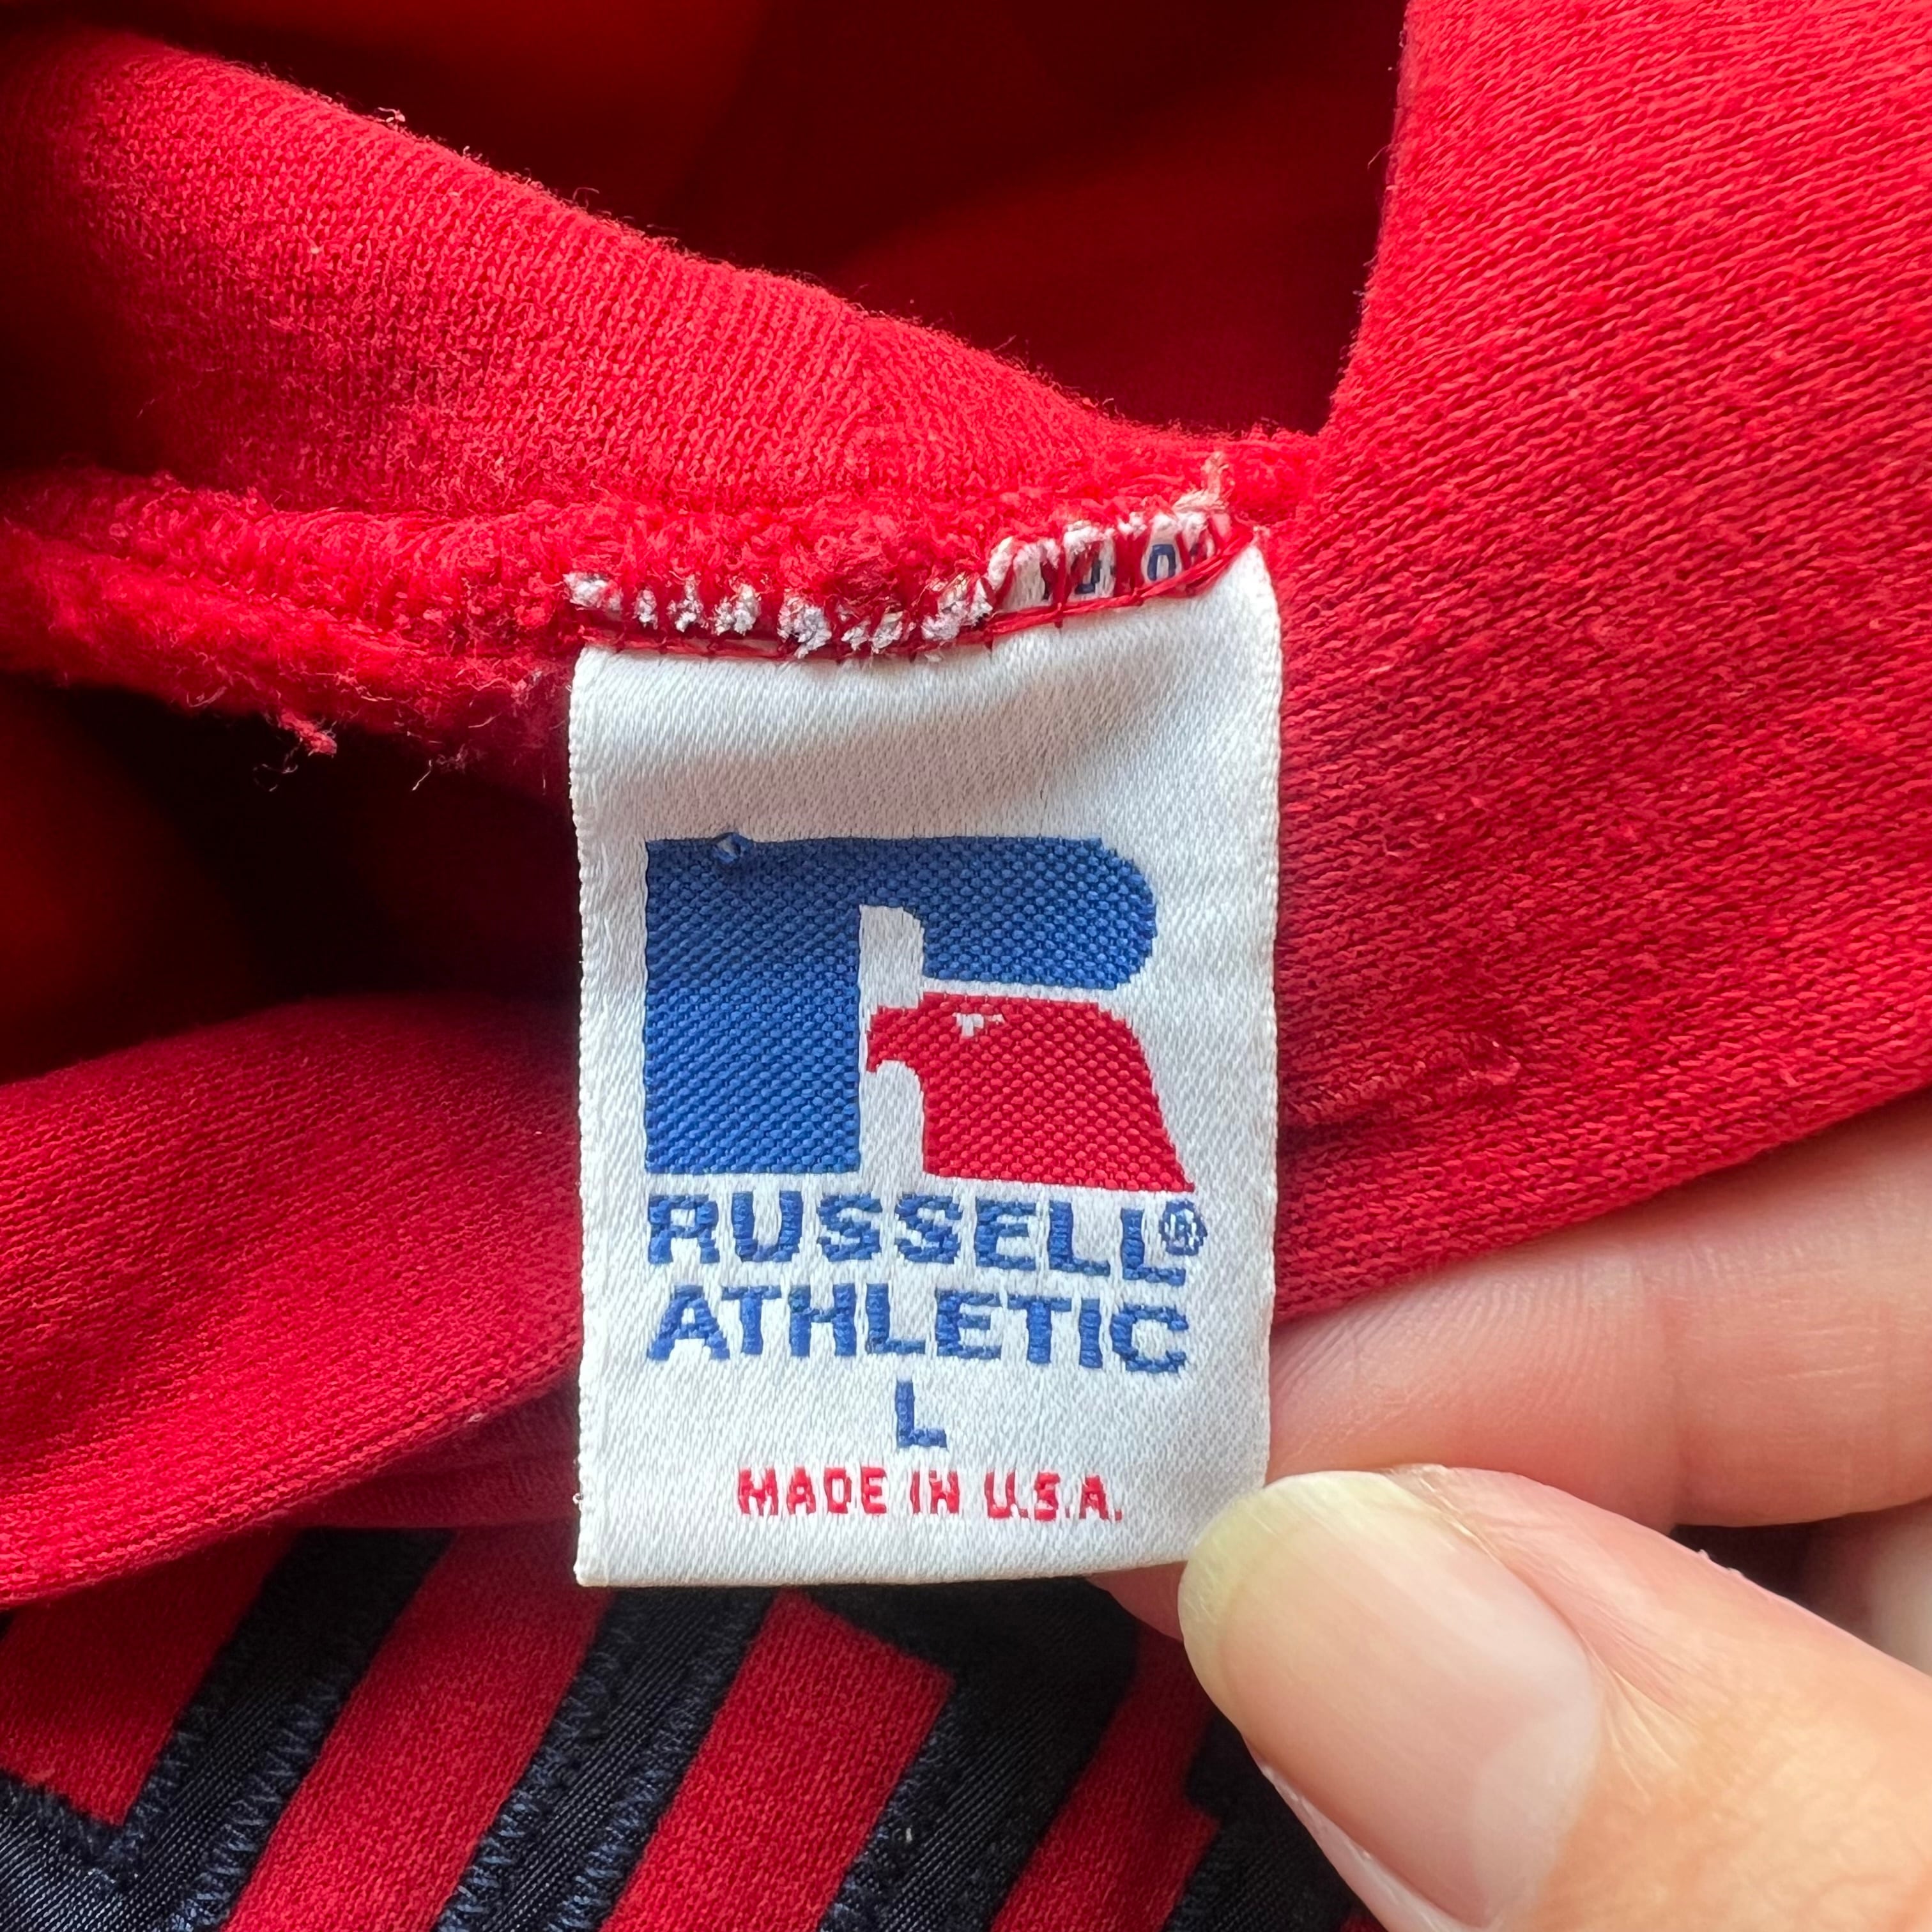 RUSSELL®
ATHLETIC
L
MADE IN U.S.A.